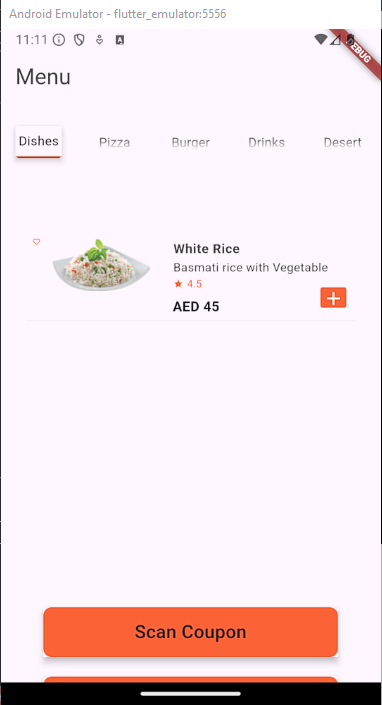 Android Emulator - flutter_emulator:5556
11:11
DEBUG
Menu
Dishes Pizza Burger Drinks Desert
White Rice
Basmati rice with Vegetable
4.5
AED 45
Scan Coupon